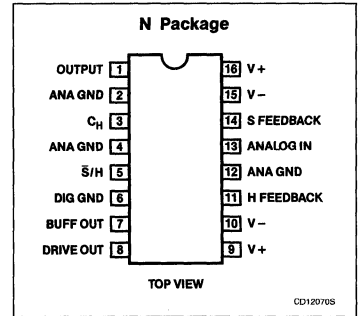 N Package
OUTPUT 1 16 V+
ANA GND 2 15 V−
C_H 3 14 S FEEDBACK
ANA GND 4 13 ANALOG IN
S̄/H 5 12 ANA GND
DIG GND 6 11 H FEEDBACK
BUFF OUT 7 10 V−
DRIVE OUT 8 9 V+
TOP VIEW
CD12070S